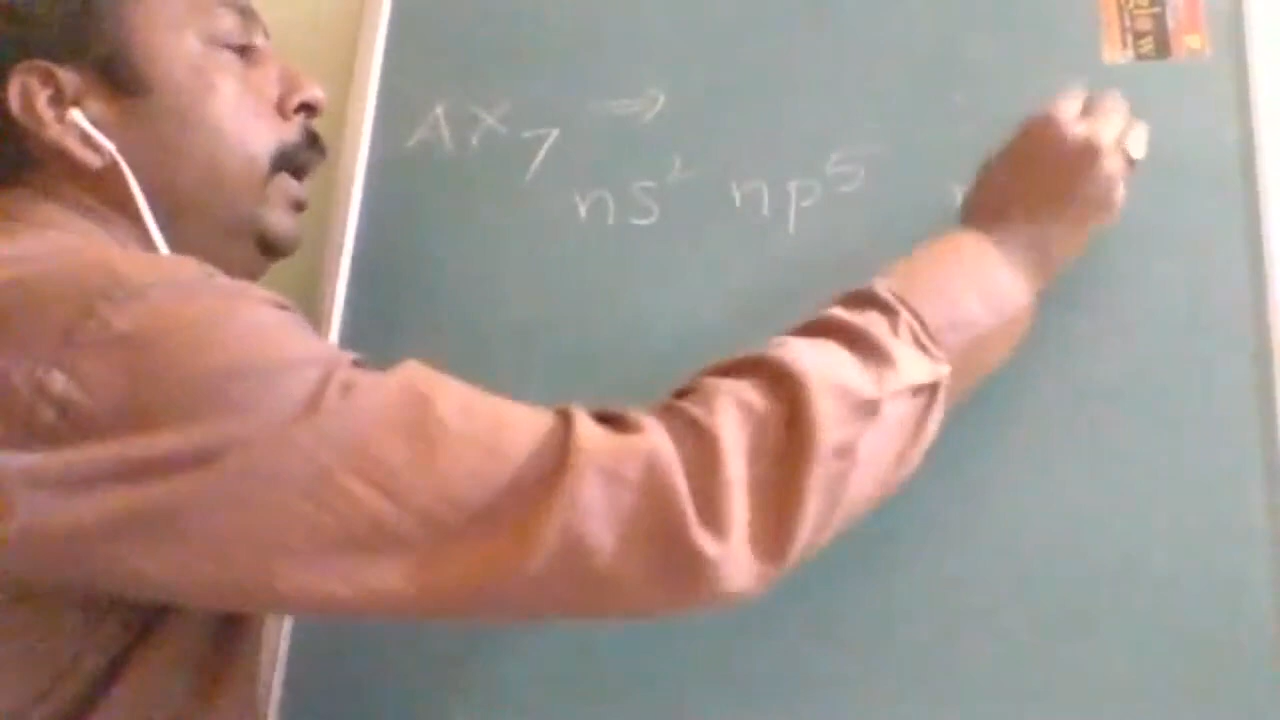 AX₇ ⇒
ns² np⁵ n